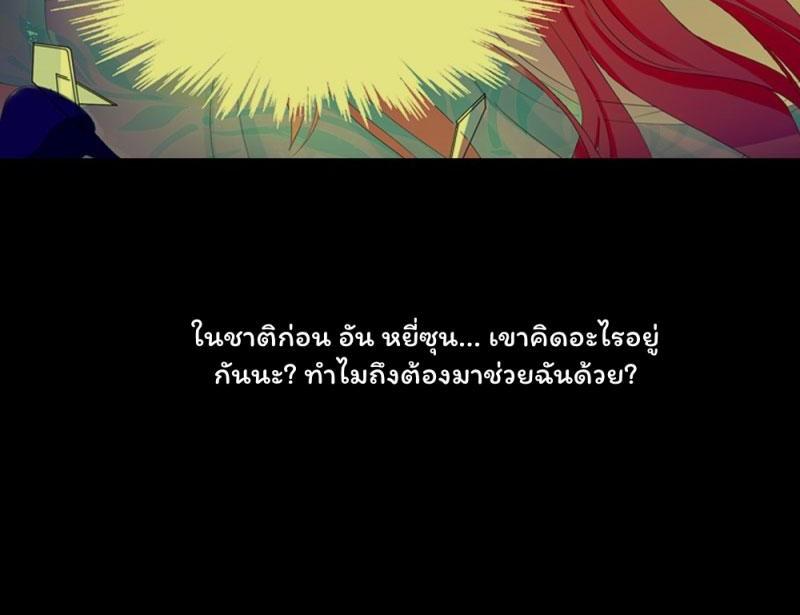 ในชาติก่อน อัน หยี่ซุน... เขาคิดอะไรอยู่
กันนะ? ทำไมถึงต้องมาช่วยฉันด้วย?